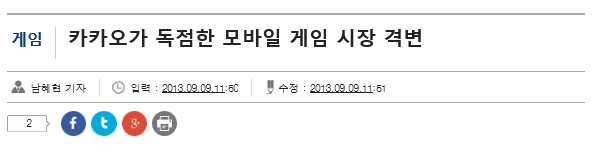 게임 카카오가 독점한 모바일 게임 시장 격변
남혜현 기자 입력 : 2013.09.09.11:50 수정 : 2013.09.09.11:51
2 f t g+